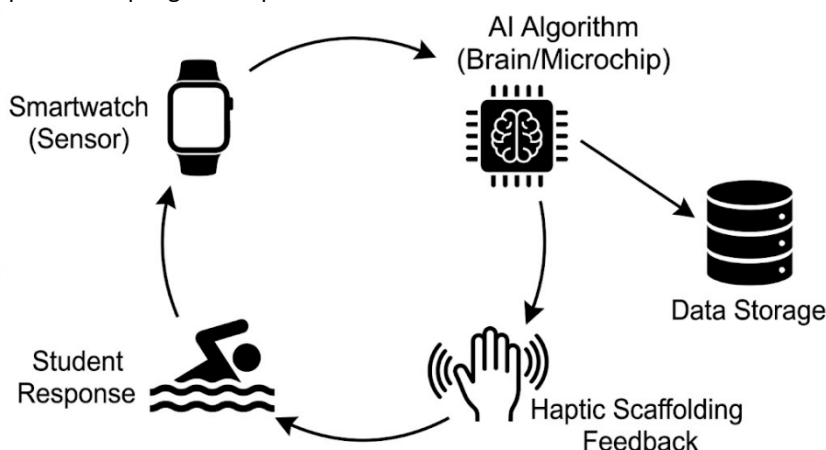 AI Algorithm
(Brain/Microchip)
Smartwatch
(Sensor)
Data Storage
Student
Response
Haptic Scaffolding
Feedback